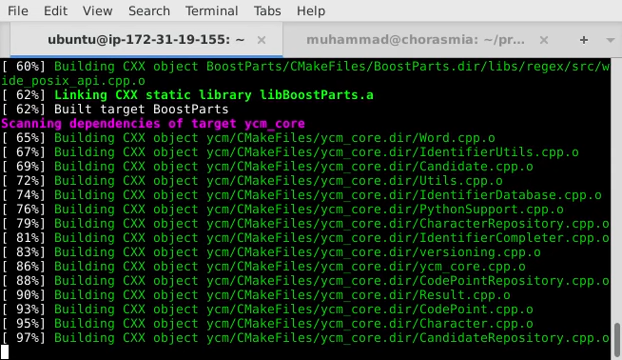 File Edit View Search Terminal Tabs Help
ubuntu@ip-172-31-19-155: ~ × muhammad@chorasmia: ~/pr... × +
[ 60%] Building CXX object BoostParts/CMakeFiles/BoostParts.dir/libs/regex/src/w
ide_posix_api.cpp.o
[ 62%] Linking CXX static library libBoostParts.a
[ 62%] Built target BoostParts
Scanning dependencies of target ycm_core
[ 65%] Building CXX object ycm/CMakeFiles/ycm_core.dir/Word.cpp.o
[ 67%] Building CXX object ycm/CMakeFiles/ycm_core.dir/IdentifierUtils.cpp.o
[ 69%] Building CXX object ycm/CMakeFiles/ycm_core.dir/Candidate.cpp.o
[ 72%] Building CXX object ycm/CMakeFiles/ycm_core.dir/Utils.cpp.o
[ 74%] Building CXX object ycm/CMakeFiles/ycm_core.dir/IdentifierDatabase.cpp.o
[ 76%] Building CXX object ycm/CMakeFiles/ycm_core.dir/PythonSupport.cpp.o
[ 79%] Building CXX object ycm/CMakeFiles/ycm_core.dir/CharacterRepository.cpp.o
[ 81%] Building CXX object ycm/CMakeFiles/ycm_core.dir/IdentifierCompleter.cpp.o
[ 83%] Building CXX object ycm/CMakeFiles/ycm_core.dir/versioning.cpp.o
[ 86%] Building CXX object ycm/CMakeFiles/ycm_core.dir/ycm_core.cpp.o
[ 88%] Building CXX object ycm/CMakeFiles/ycm_core.dir/CodePointRepository.cpp.o
[ 90%] Building CXX object ycm/CMakeFiles/ycm_core.dir/Result.cpp.o
[ 93%] Building CXX object ycm/CMakeFiles/ycm_core.dir/CodePoint.cpp.o
[ 95%] Building CXX object ycm/CMakeFiles/ycm_core.dir/Character.cpp.o
[ 97%] Building CXX object ycm/CMakeFiles/ycm_core.dir/CandidateRepository.cpp.o